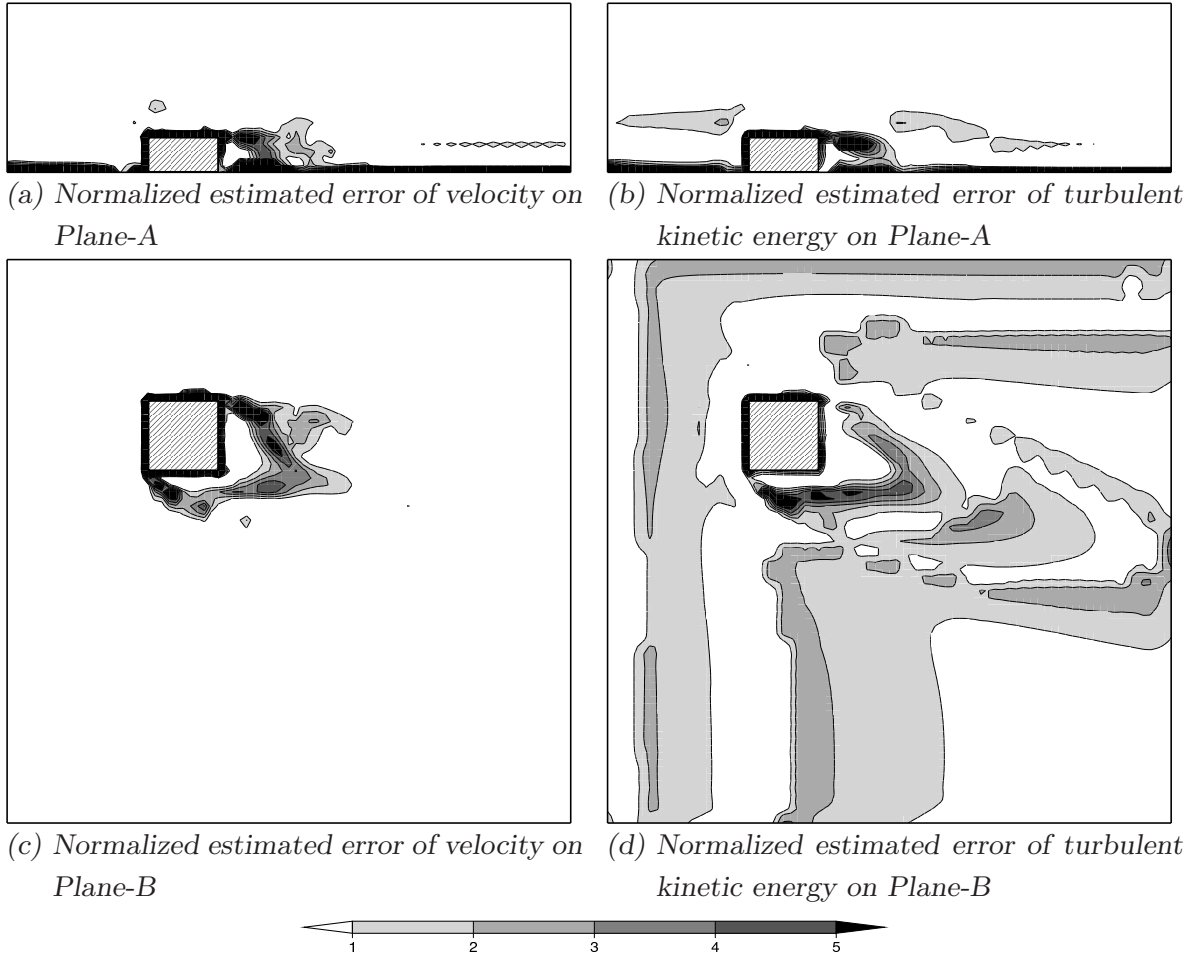 (a) Normalized estimated error of velocity on
Plane-A
(b) Normalized estimated error of turbulent
kinetic energy on Plane-A
(c) Normalized estimated error of velocity on
Plane-B
(d) Normalized estimated error of turbulent
kinetic energy on Plane-B
1 2 3 4 5